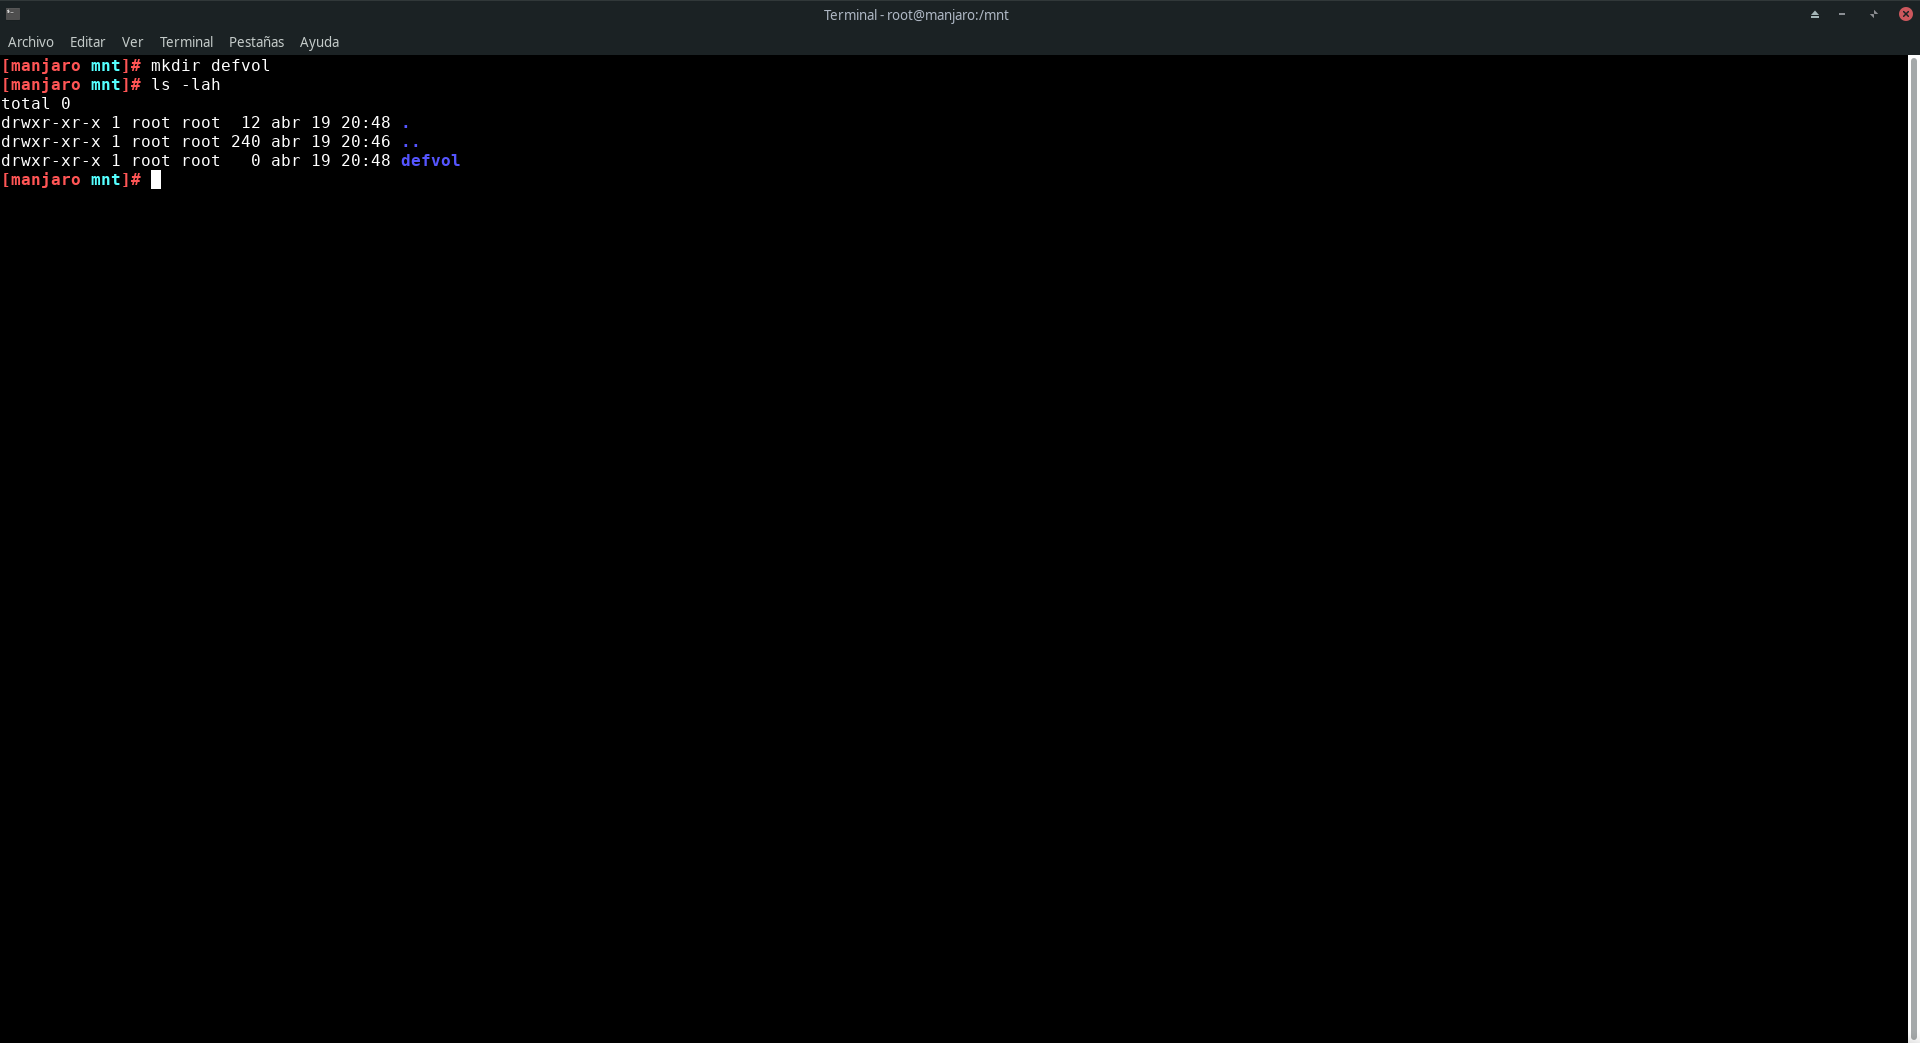 Terminal - root@manjaro:/mnt
Archivo Editar Ver Terminal Pestañas Ayuda
[manjaro mnt]# mkdir defvol
[manjaro mnt]# ls -lah
total 0
drwxr-xr-x 1 root root  12 abr 19 20:48 .
drwxr-xr-x 1 root root 240 abr 19 20:46 ..
drwxr-xr-x 1 root root   0 abr 19 20:48 defvol
[manjaro mnt]#